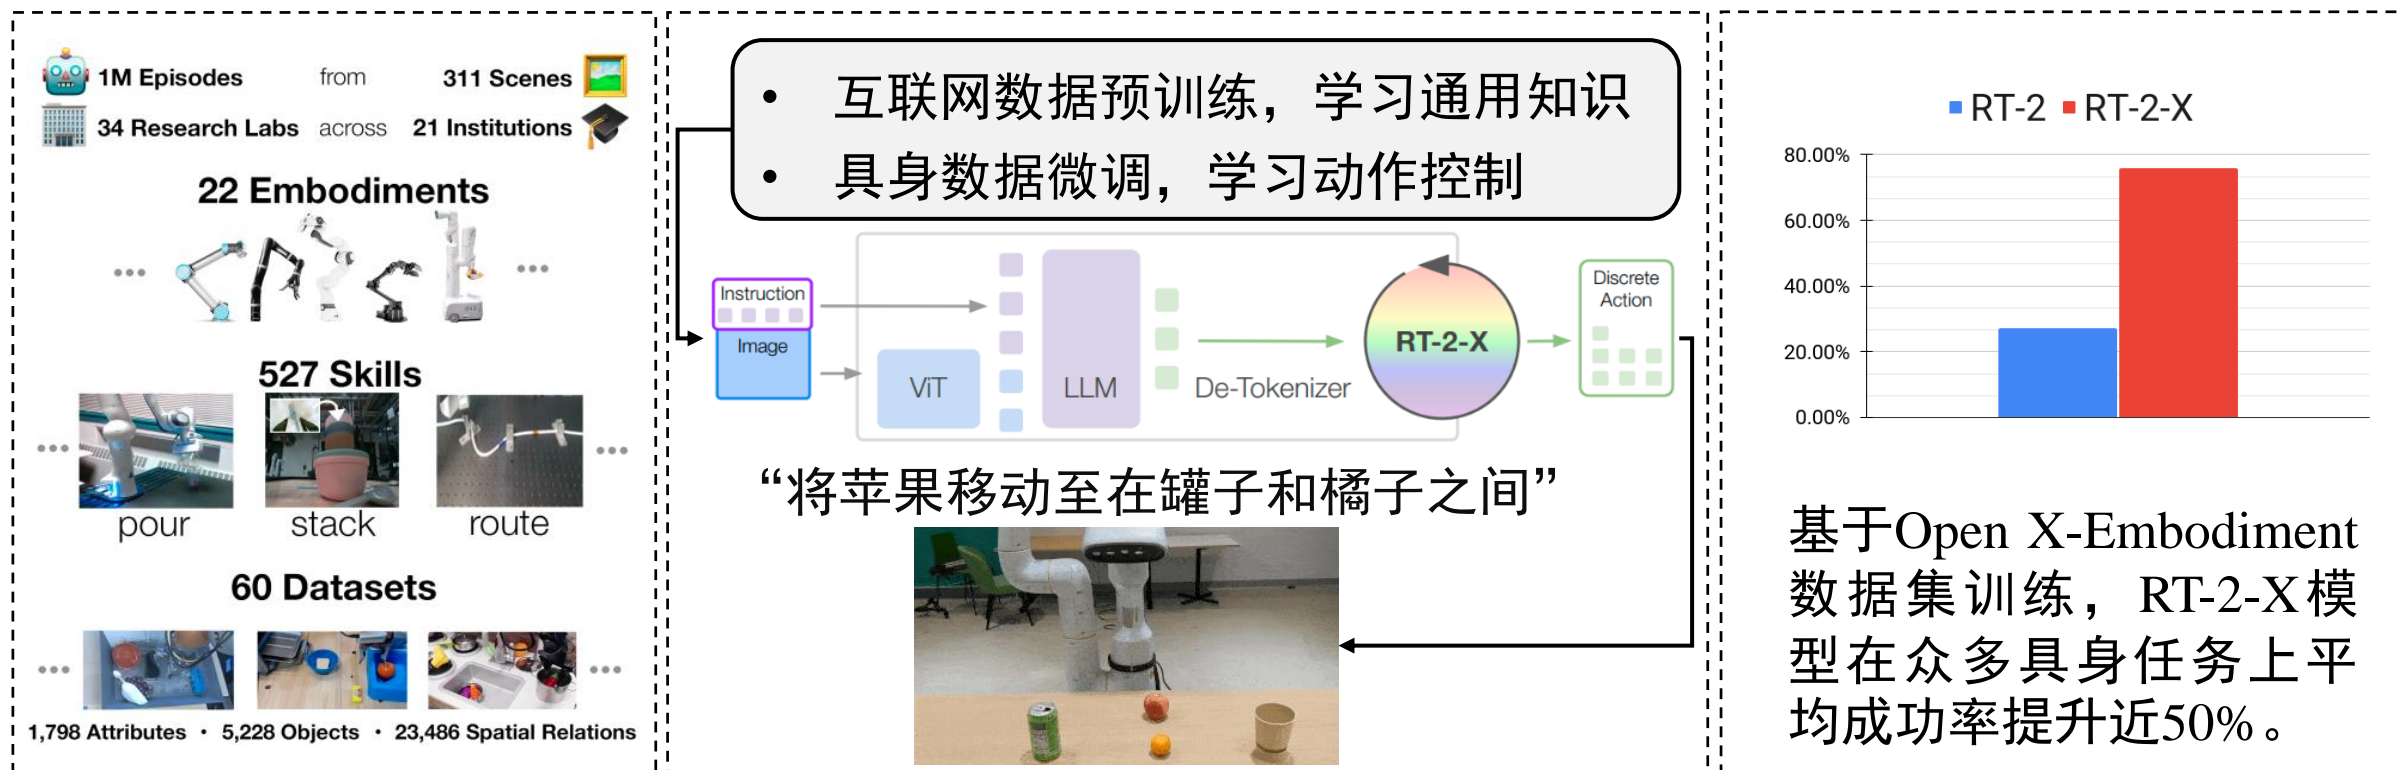 1M Episodes from 311 Scenes
34 Research Labs across 21 Institutions
22 Embodiments
527 Skills
pour stack route
60 Datasets
1,798 Attributes • 5,228 Objects • 23,486 Spatial Relations
• 互联网数据预训练，学习通用知识
• 具身数据微调，学习动作控制
Instruction
Image
ViT
LLM
De-Tokenizer
RT-2-X
Discrete
Action
“将苹果移动至在罐子和橘子之间”
RT-2 RT-2-X
80.00%
60.00%
40.00%
20.00%
0.00%
基于Open X-Embodiment
数据集训练，RT-2-X模
型在众多具身任务上平
均成功率提升近50%。